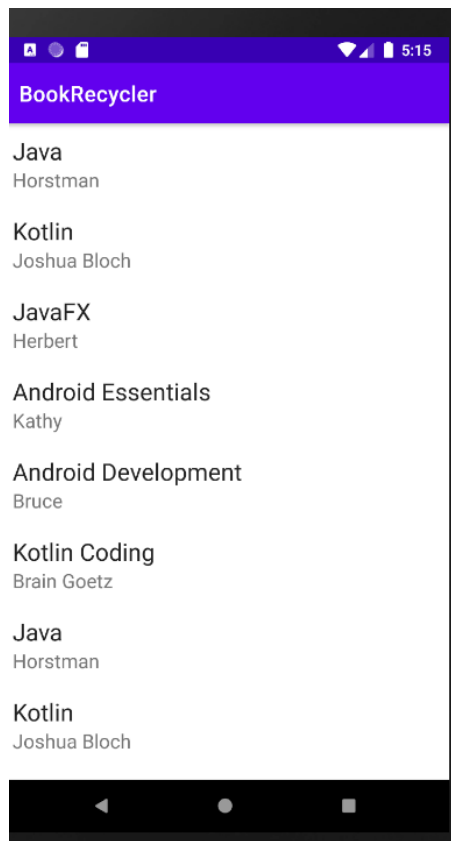 A
5:15
BookRecycler
Java
Horstman
Kotlin
Joshua Bloch
JavaFX
Herbert
Android Essentials
Kathy
Android Development
Bruce
Kotlin Coding
Brain Goetz
Java
Horstman
Kotlin
Joshua Bloch